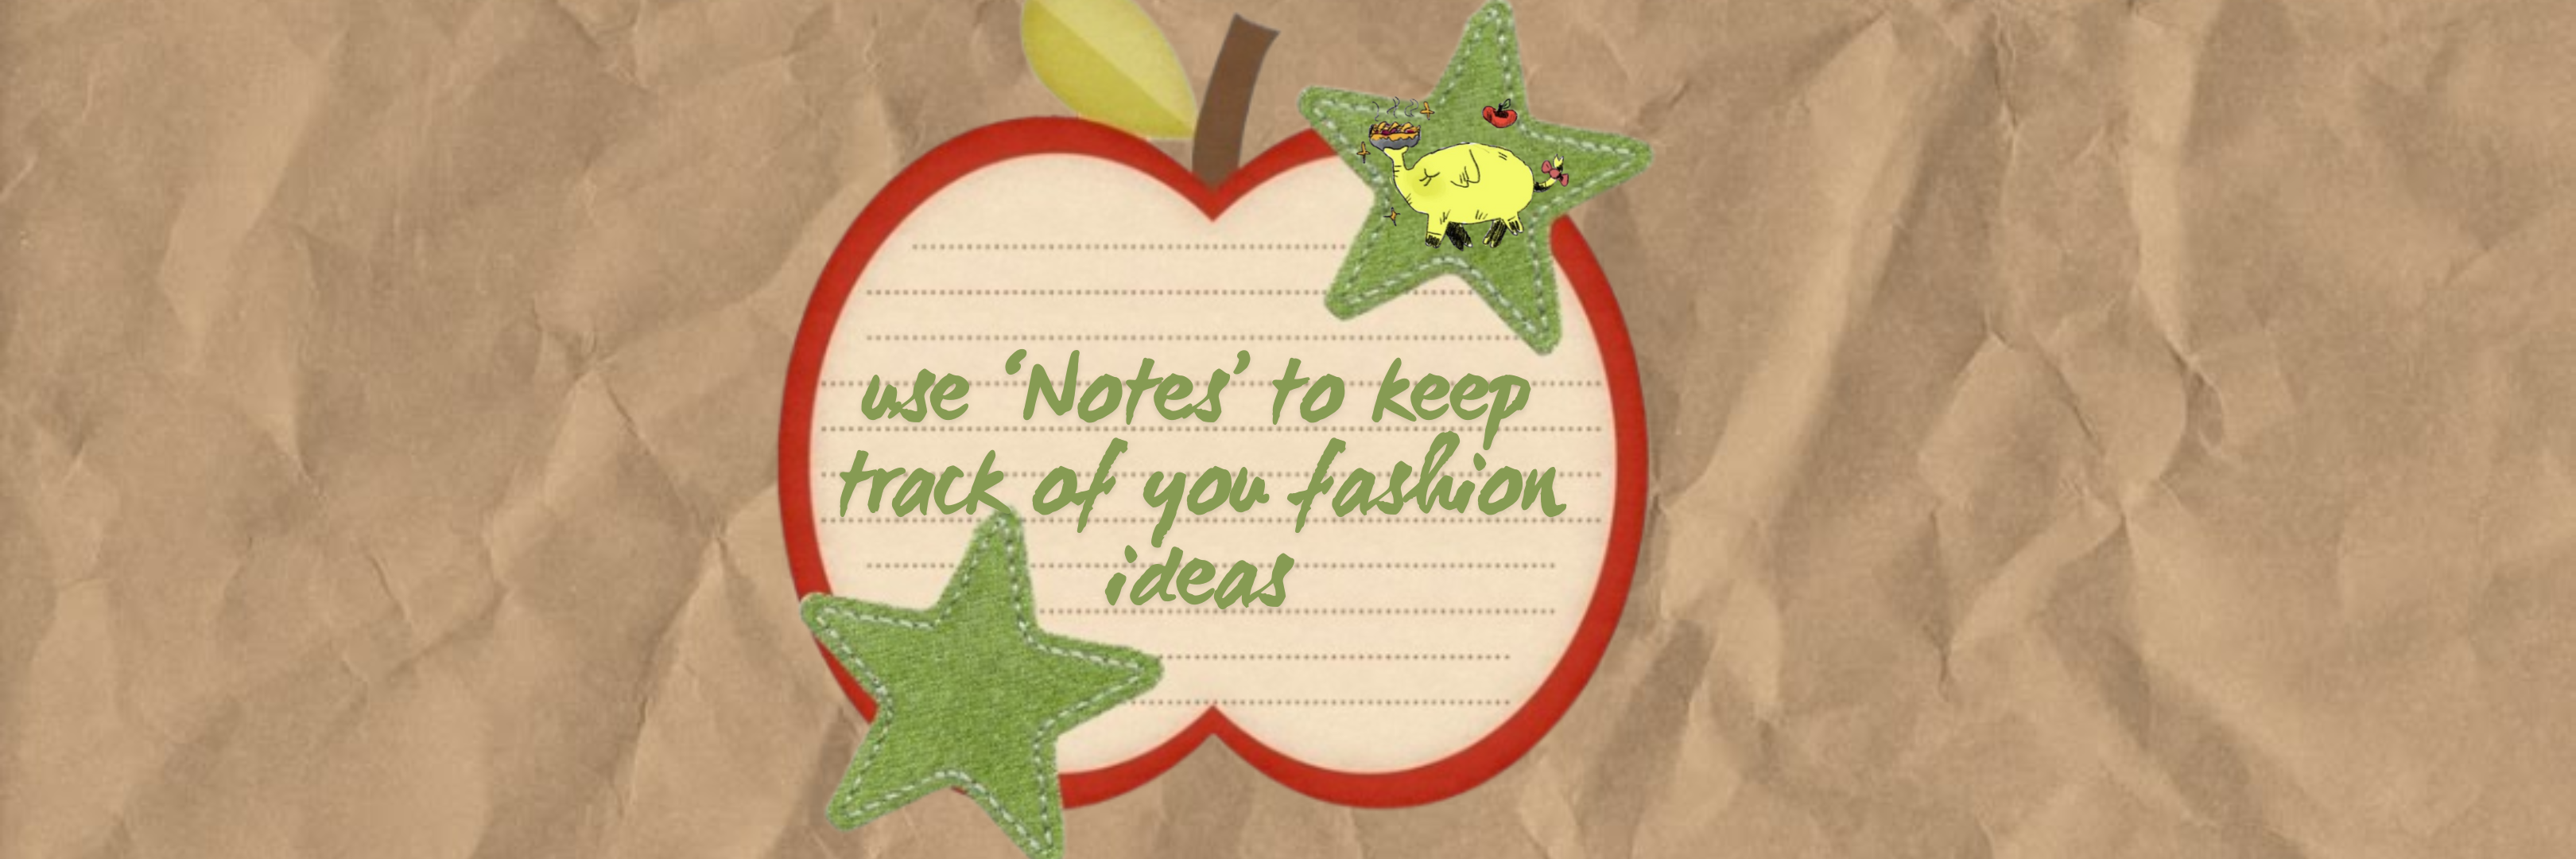 use ‘Notes’ to keep
track of you fashion
ideas